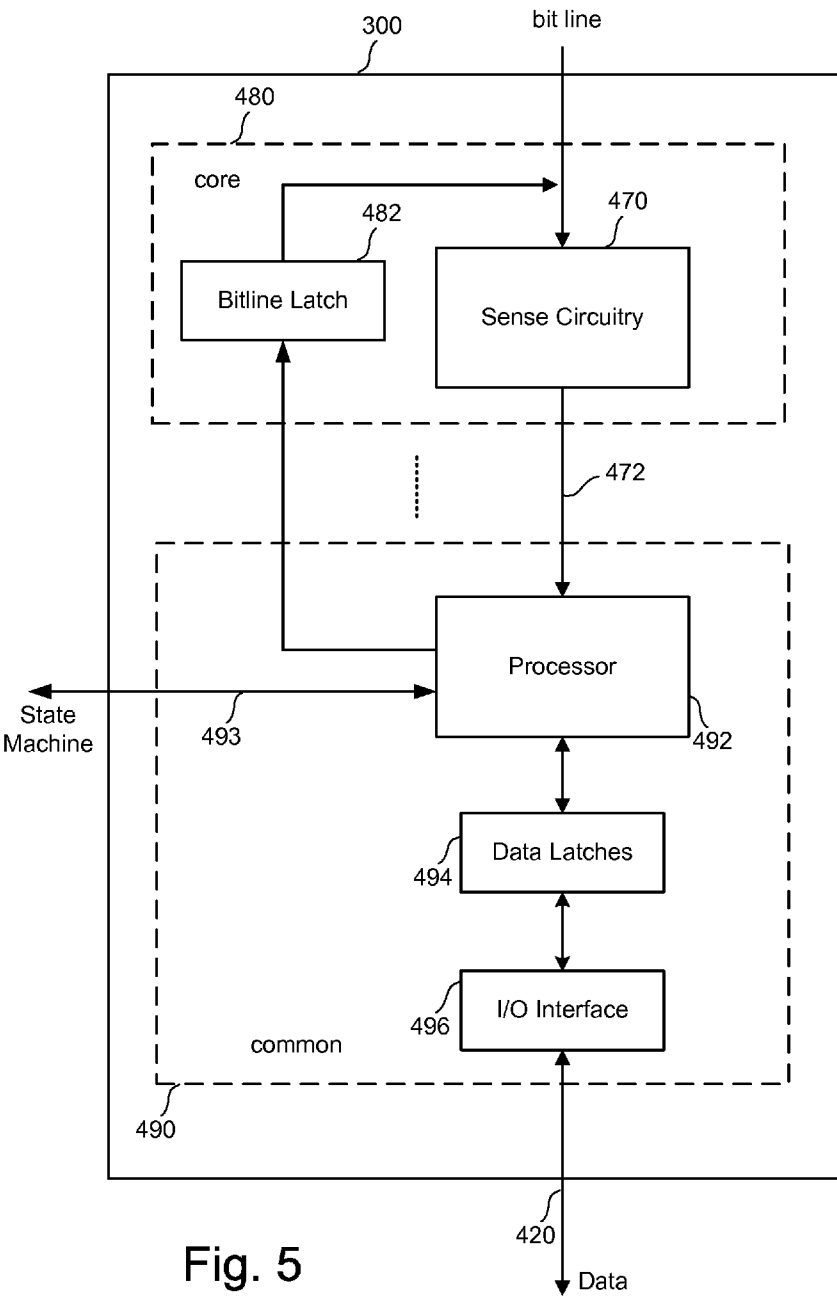 bit line
300
480
core
470
482
Bitline Latch
Sense Circuitry
472
Processor
State
Machine
493
492
Data Latches
494
I/O Interface
496
common
490
420
Fig. 5
Data